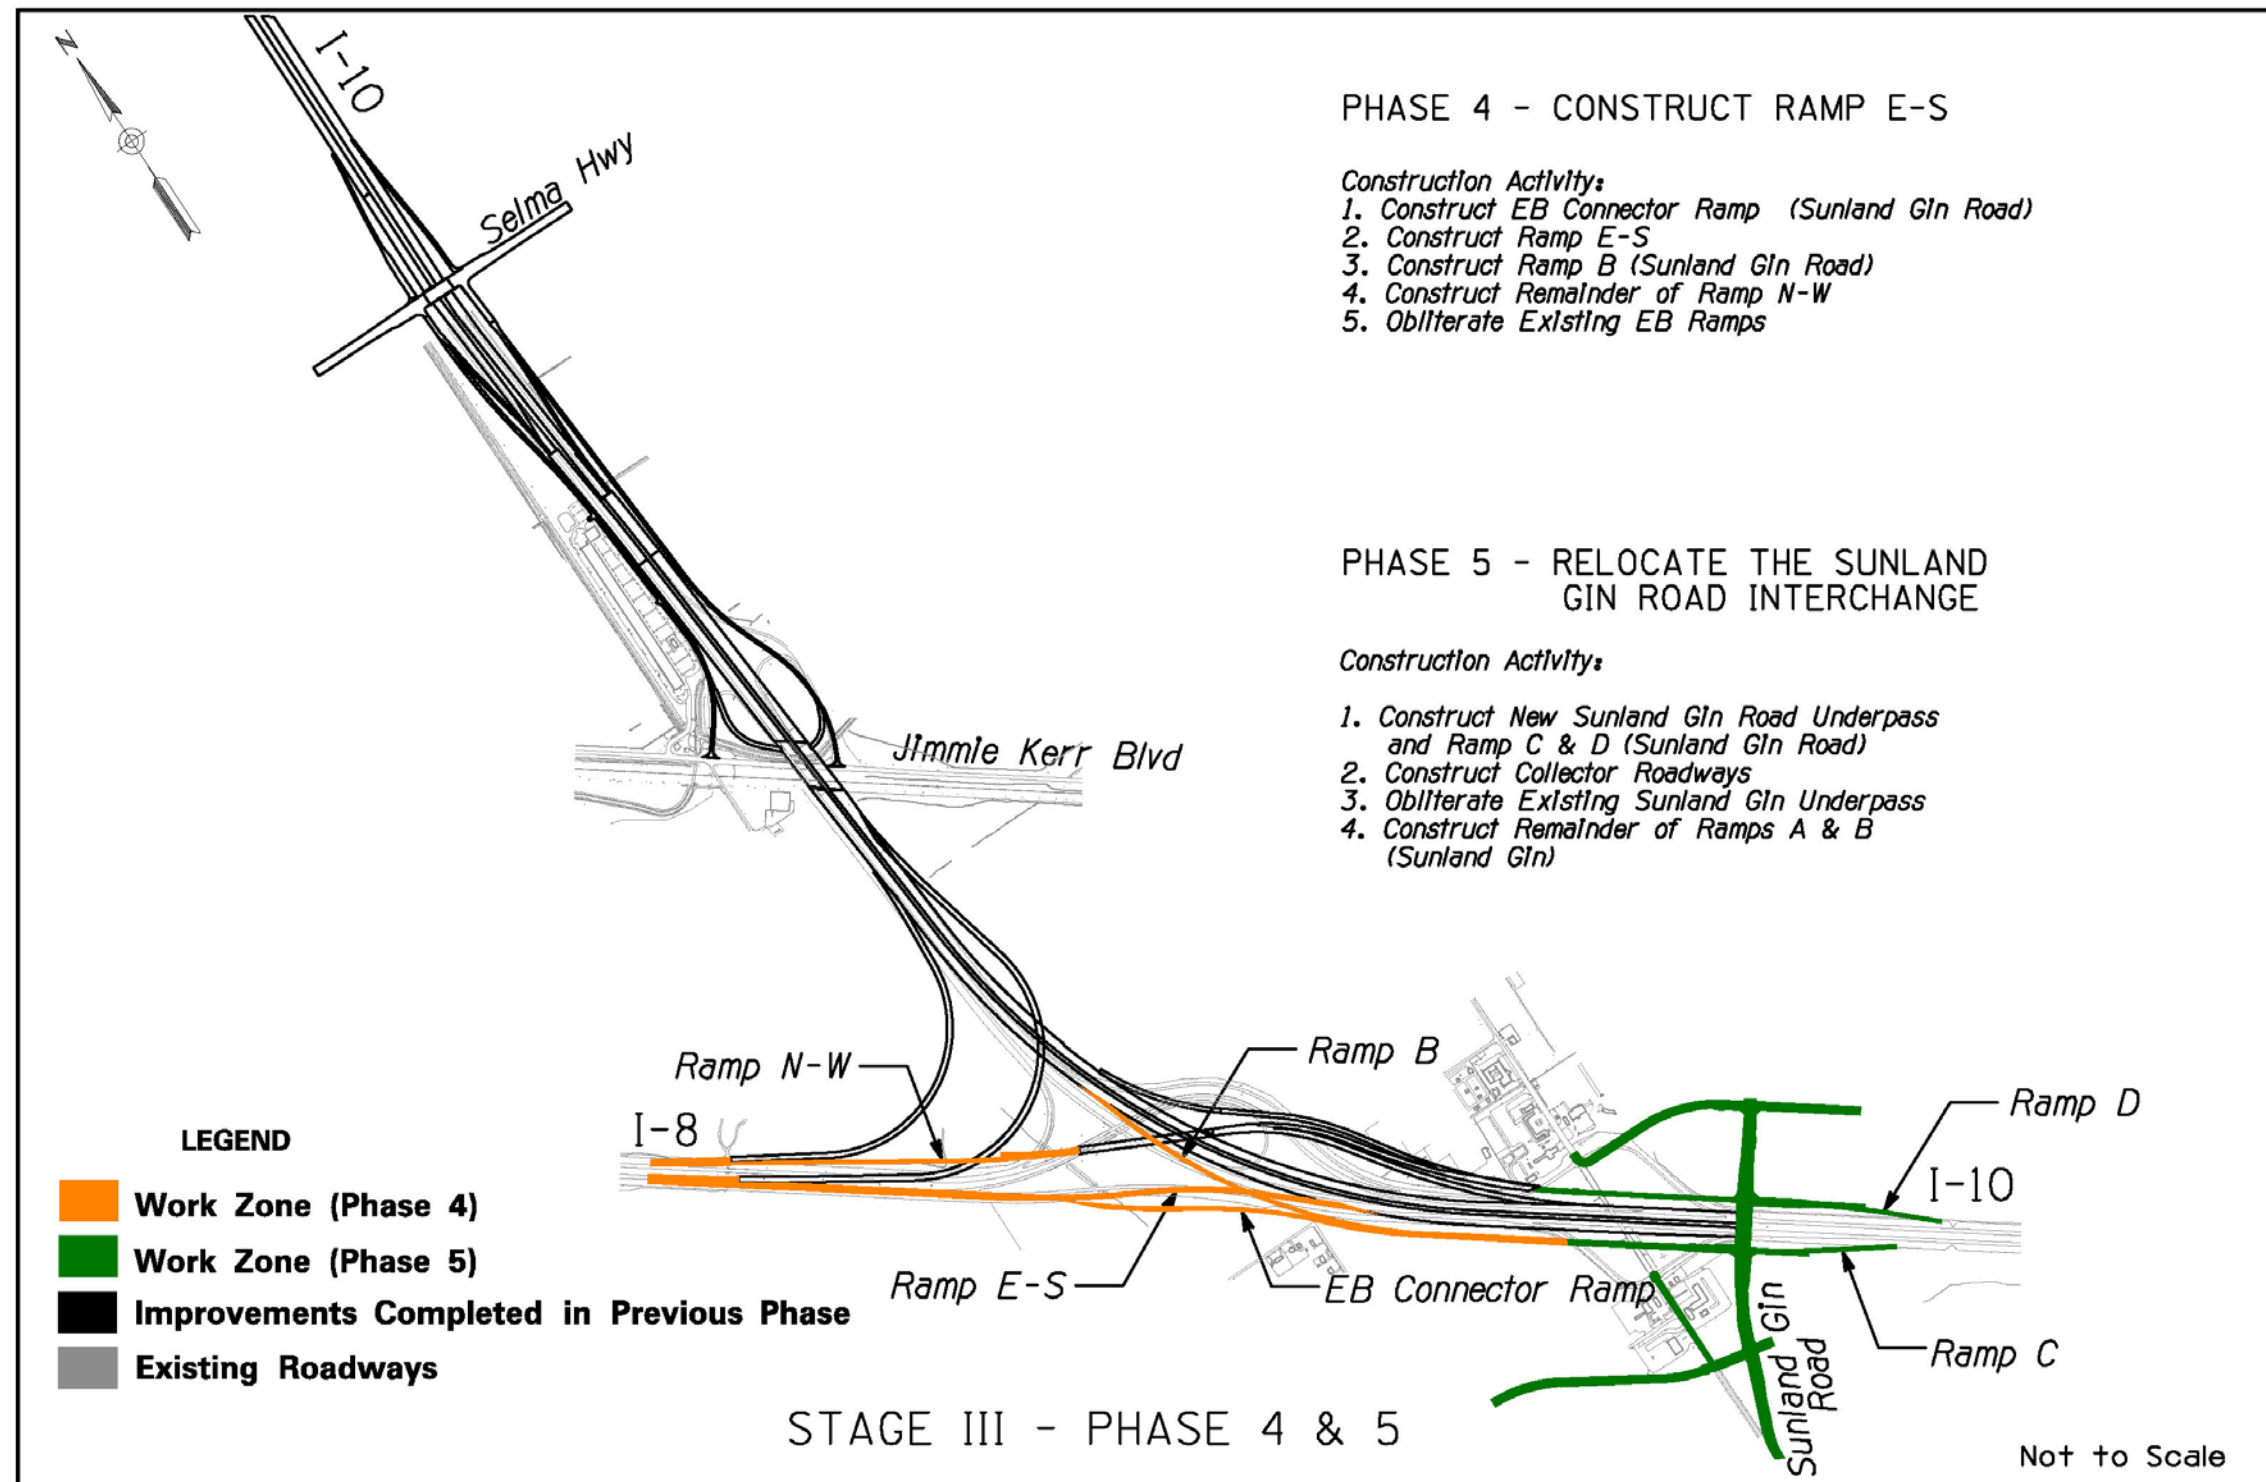 N
I-10
Selma Hwy
PHASE 4 - CONSTRUCT RAMP E-S
Construction Activity:
1. Construct EB Connector Ramp (Sunland Gin Road)
2. Construct Ramp E-S
3. Construct Ramp B (Sunland Gin Road)
4. Construct Remainder of Ramp N-W
5. Obliterate Existing EB Ramps
PHASE 5 - RELOCATE THE SUNLAND
GIN ROAD INTERCHANGE
Construction Activity:
1. Construct New Sunland Gin Road Underpass
and Ramp C & D (Sunland Gin Road)
2. Construct Collector Roadways
3. Obliterate Existing Sunland Gin Underpass
4. Construct Remainder of Ramps A & B
(Sunland Gin)
Jimmie Kerr Blvd
Ramp N-W
Ramp B
I-8
Ramp D
I-10
Ramp E-S
EB Connector Ramp
Ramp C
Sunland Gin
Road
LEGEND
Work Zone (Phase 4)
Work Zone (Phase 5)
Improvements Completed in Previous Phase
Existing Roadways
STAGE III - PHASE 4 & 5
Not to Scale